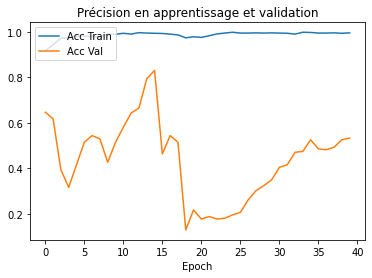 Précision en apprentissage et validation
Acc Train
Acc Val
1.0
0.8
0.6
0.4
0.2
0 5 10 15 20 25 30 35 40
Epoch